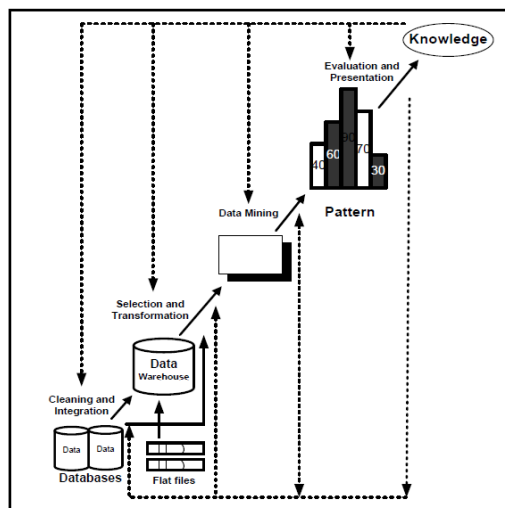 Knowledge
Evaluation and
Presentation
40
60
90
70
30
Pattern
Data Mining
Selection and
Transformation
Data
Warehouse
Cleaning and
Integration
Data
Data
Databases
Flat files